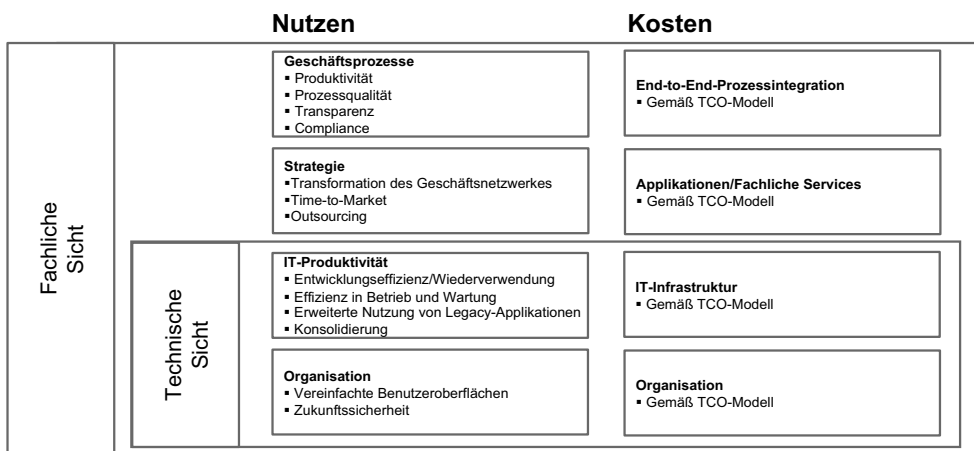 Nutzen
Kosten
Fachliche
Sicht
Geschäftsprozesse
▪ Produktivität
▪ Prozessqualität
▪ Transparenz
▪ Compliance
End-to-End-Prozessintegration
▪ Gemäß TCO-Modell
Strategie
▪Transformation des Geschäftsnetzwerkes
▪Time-to-Market
▪Outsourcing
Applikationen/Fachliche Services
▪ Gemäß TCO-Modell
Technische
Sicht
IT-Produktivität
▪ Entwicklungseffizienz/Wiederverwendung
▪ Effizienz in Betrieb und Wartung
▪ Erweiterte Nutzung von Legacy-Applikationen
▪ Konsolidierung
IT-Infrastruktur
▪ Gemäß TCO-Modell
Organisation
▪ Vereinfachte Benutzeroberflächen
▪ Zukunftssicherheit
Organisation
▪ Gemäß TCO-Modell